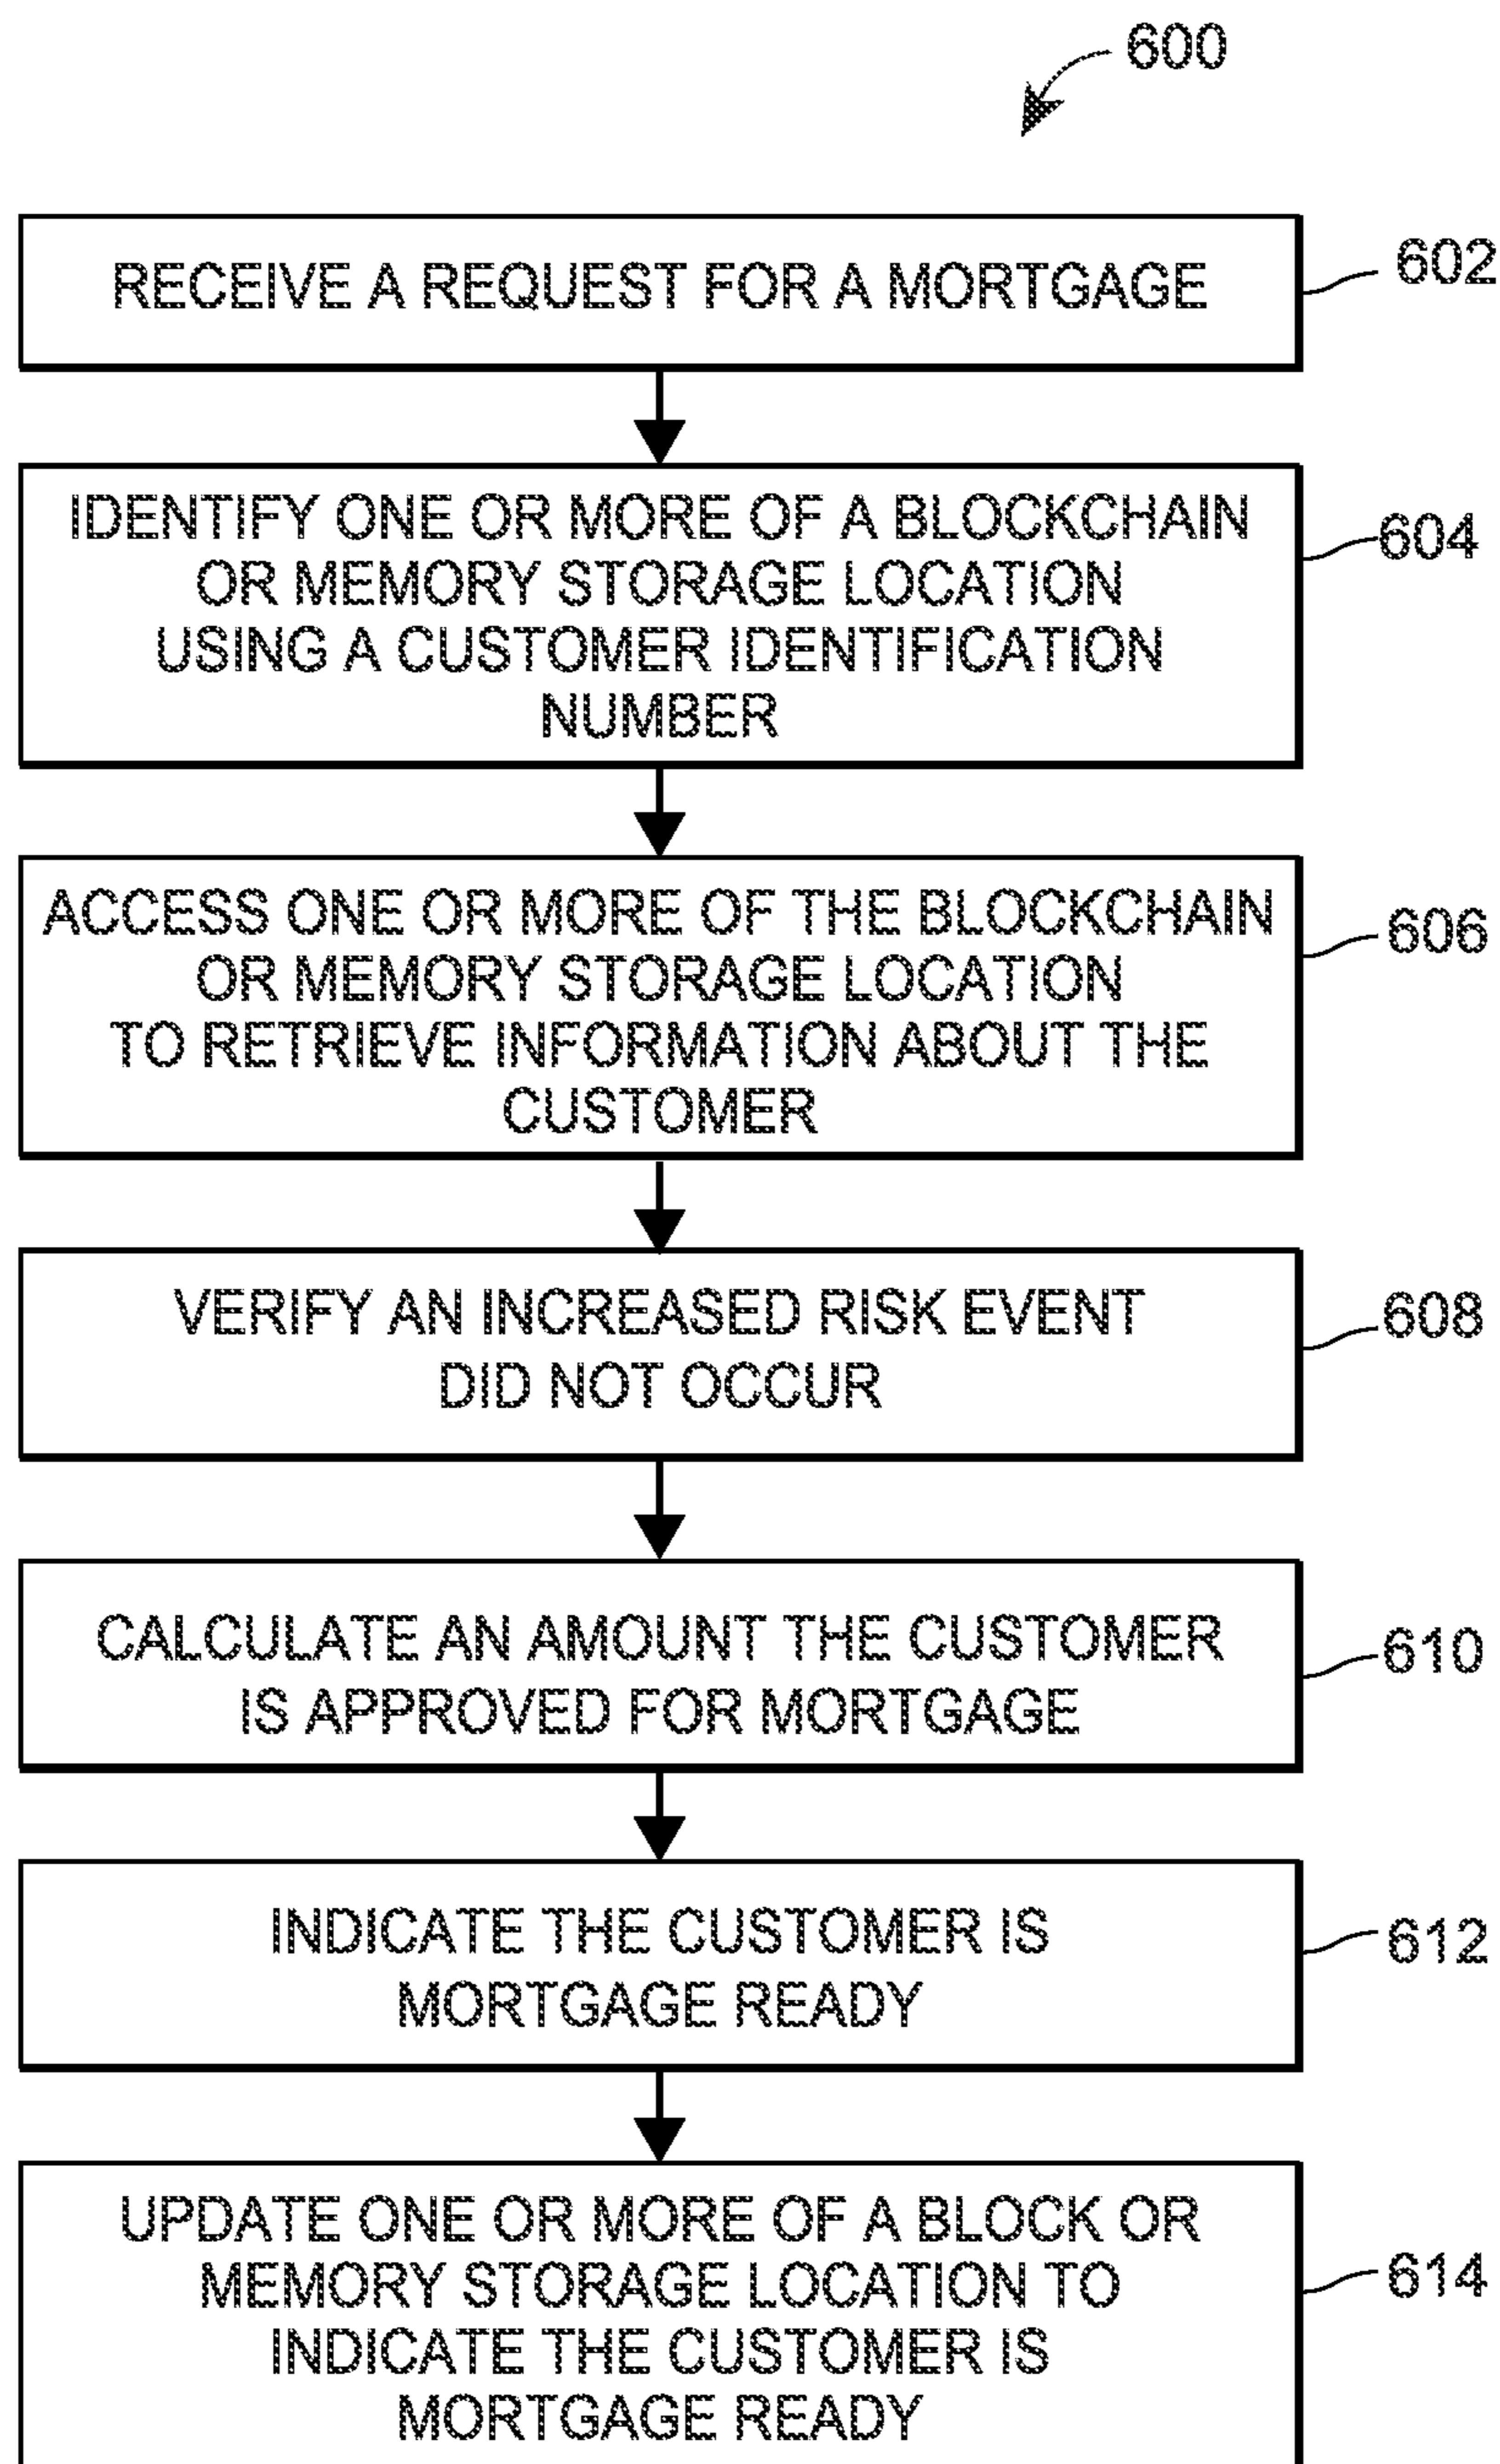 600
RECEIVE A REQUEST FOR A MORTGAGE
602
IDENTIFY ONE OR MORE OF A BLOCKCHAIN
OR MEMORY STORAGE LOCATION
USING A CUSTOMER IDENTIFICATION
NUMBER
604
ACCESS ONE OR MORE OF THE BLOCKCHAIN
OR MEMORY STORAGE LOCATION
TO RETRIEVE INFORMATION ABOUT THE
CUSTOMER
606
VERIFY AN INCREASED RISK EVENT
DID NOT OCCUR
608
CALCULATE AN AMOUNT THE CUSTOMER
IS APPROVED FOR MORTGAGE
610
INDICATE THE CUSTOMER IS
MORTGAGE READY
612
UPDATE ONE OR MORE OF A BLOCK OR
MEMORY STORAGE LOCATION TO
INDICATE THE CUSTOMER IS
MORTGAGE READY
614